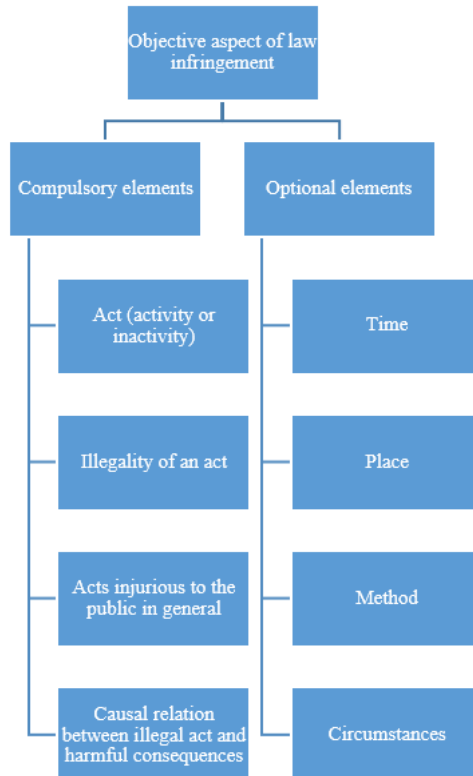 Objective aspect of law
infringement
Compulsory elements
Optional elements
Act (activity or
inactivity)
Time
Illegality of an act
Place
Acts injurious to the
public in general
Method
Causal relation
between illegal act and
harmful consequences
Circumstances